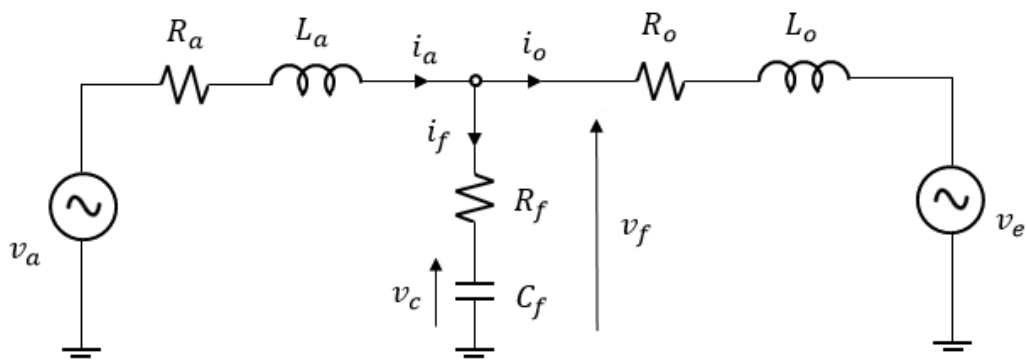 R_a
L_a
i_a
i_o
R_o
L_o
i_f
R_f
v_f
v_a
v_e
v_c
C_f